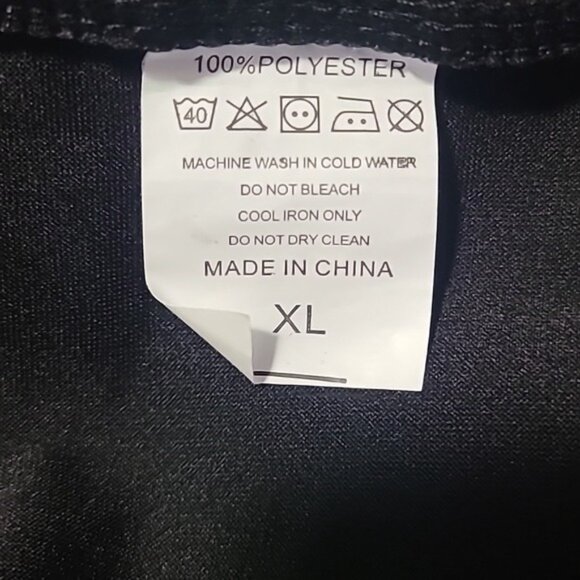 100%POLYESTER
40
MACHINE WASH IN COLD WATER
DO NOT BLEACH
COOL IRON ONLY
DO NOT DRY CLEAN
MADE IN CHINA
XL